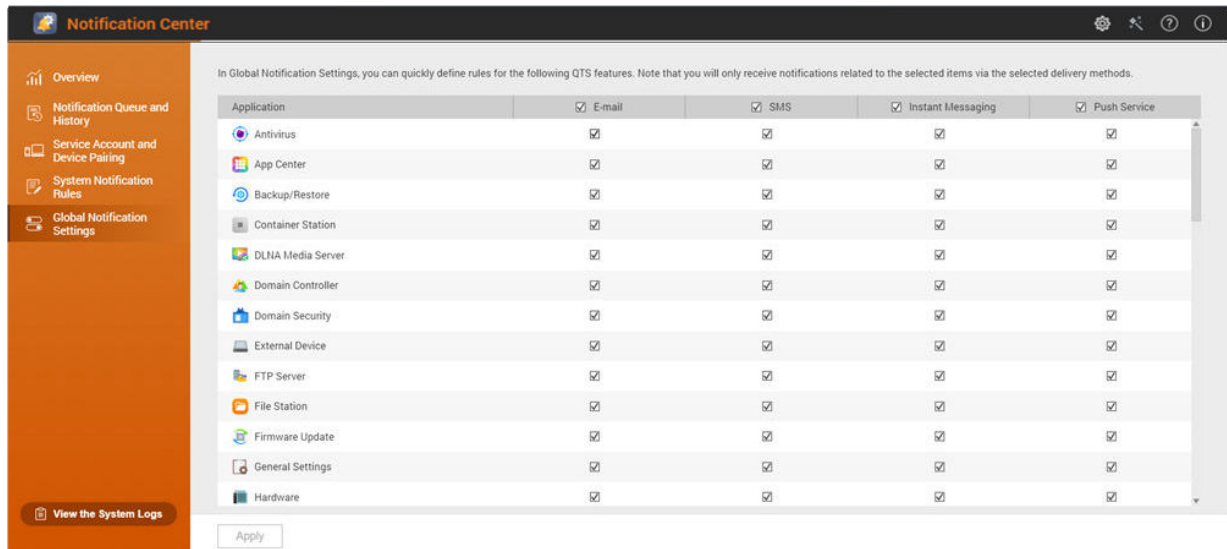 Notification Center
Overview
Notification Queue and
History
Service Account and
Device Pairing
System Notification
Rules
Global Notification
Settings
View the System Logs
In Global Notification Settings, you can quickly define rules for the following QTS features. Note that you will only receive notifications related to the selected items via the selected delivery methods.
Application E-mail SMS Instant Messaging Push Service
Antivirus
App Center
Backup/Restore
Container Station
DLNA Media Server
Domain Controller
Domain Security
External Device
FTP Server
File Station
Firmware Update
General Settings
Hardware
Apply